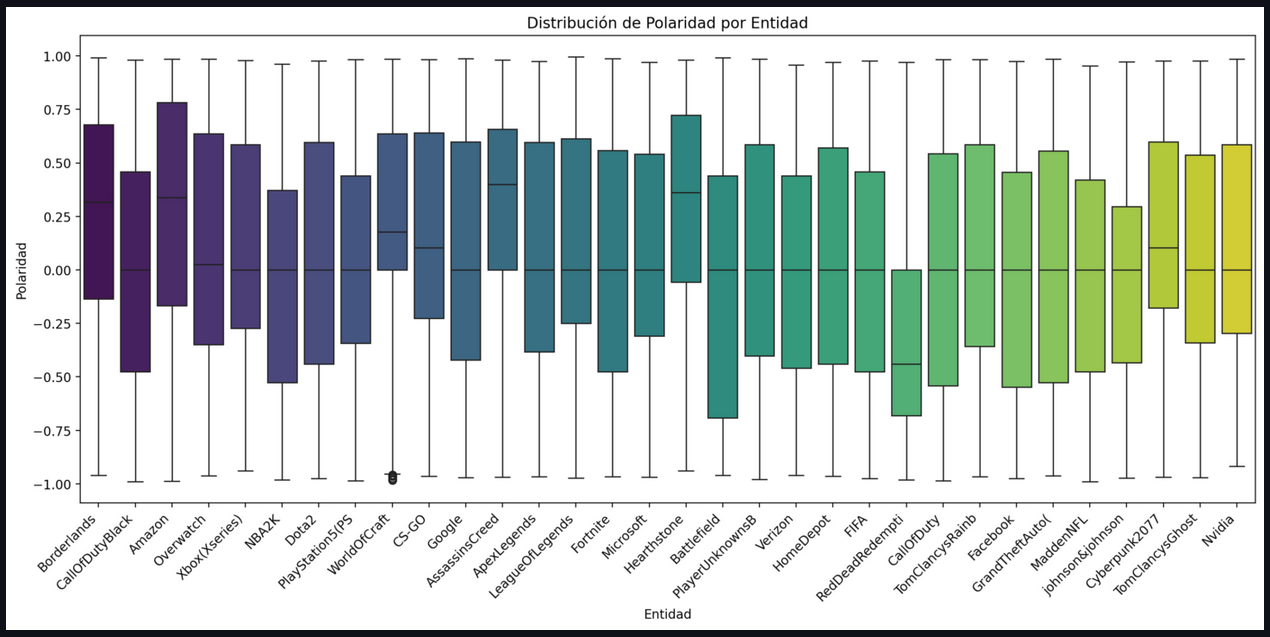 Distribución de Polaridad por Entidad
Polaridad
1.00
0.75
0.50
0.25
0.00
−0.25
−0.50
−0.75
−1.00
Borderlands
CallOfDutyBlack
Amazon
Overwatch
Xbox(Xseries)
NBA2K
Dota2
PlayStation5(PS
WorldOfCraft
CS-GO
Google
AssassinsCreed
ApexLegends
LeagueOfLegends
Fortnite
Microsoft
Hearthstone
Battlefield
PlayerUnknownsB
Verizon
HomeDepot
FIFA
RedDeadRedempti
CallOfDuty
TomClancysRainb
Facebook
GrandTheftAuto(
MaddenNFL
johnson&johnson
Cyberpunk2077
TomClancysGhost
Nvidia
Entidad